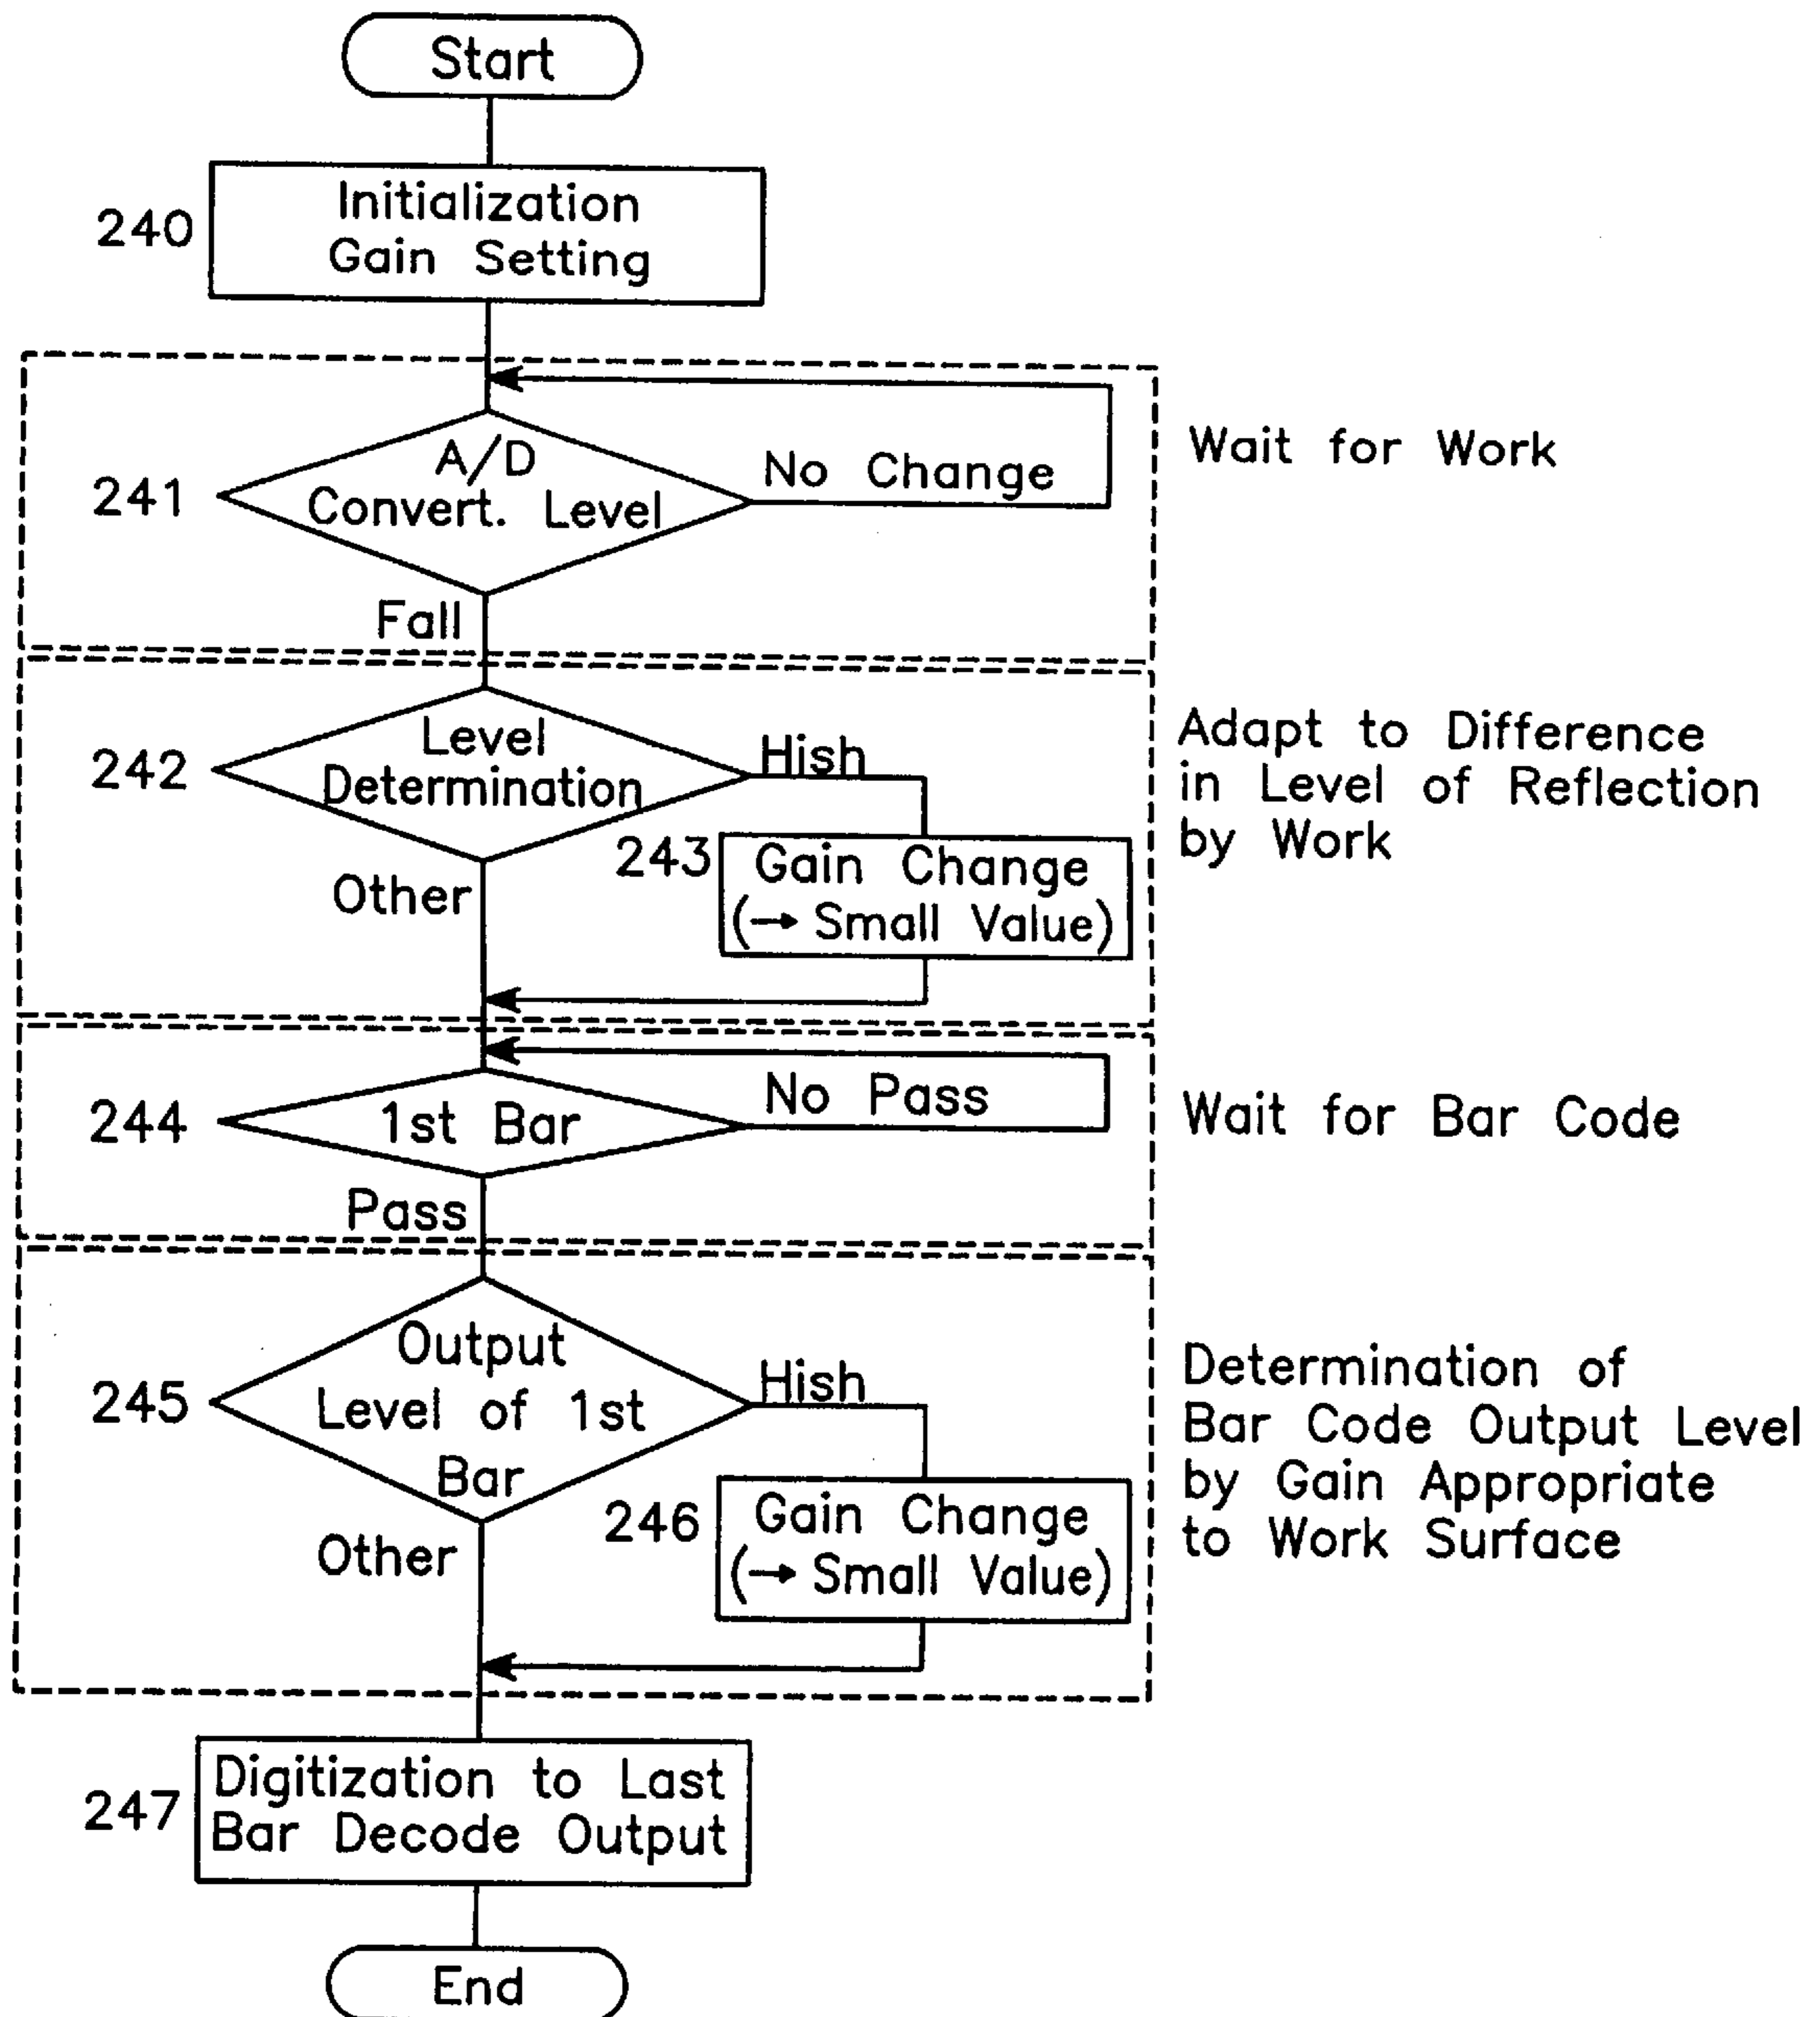 Start
240
Initialization
Gain Setting
241
A/D
Convert. Level
No Change
Wait for Work
Fall
242
Level
Determination
Hish
243
Gain Change
(→ Small Value)
Adapt to Difference
in Level of Reflection
by Work
Other
244
1st Bar
No Pass
Wait for Bar Code
Pass
245
Output
Level of 1st
Bar
Hish
246
Gain Change
(→ Small Value)
Determination of
Bar Code Output Level
by Gain Appropriate
to Work Surface
Other
247
Digitization to Last
Bar Decode Output
End